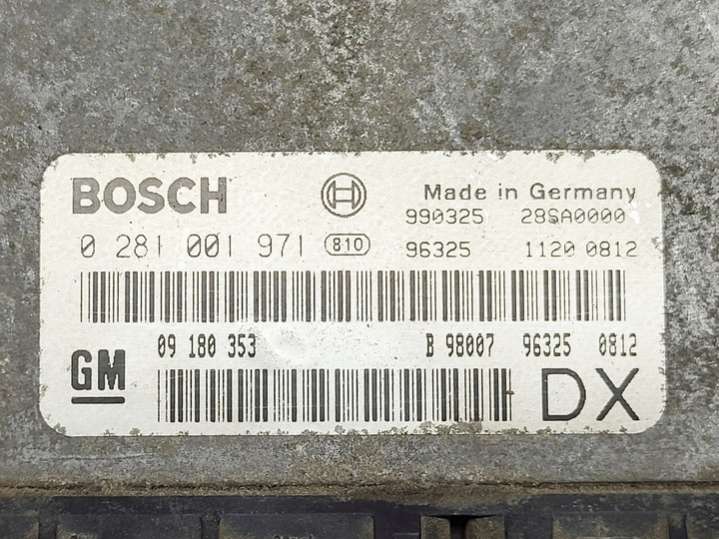 BOSCH Made in Germany
990325 28SA0000
0 281 001 971 810 96325 1120 0812
09 180 353 B 98007 96325 0812
GM DX